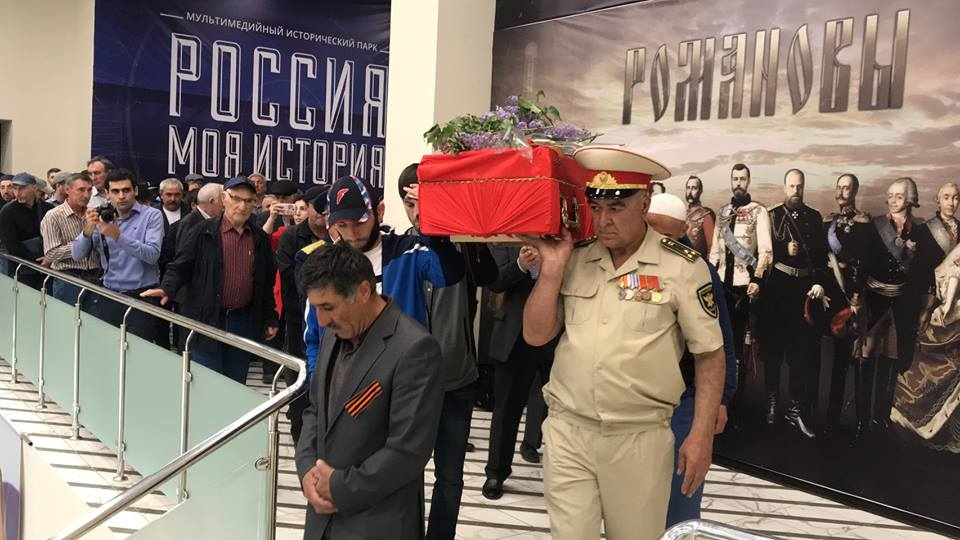 МУЛЬТИМЕДИЙНЫЙ ИСТОРИЧЕСКИЙ ПАРК
РОССИЯ
МОЯ ИСТОРИЯ
РОМАНОВЫ